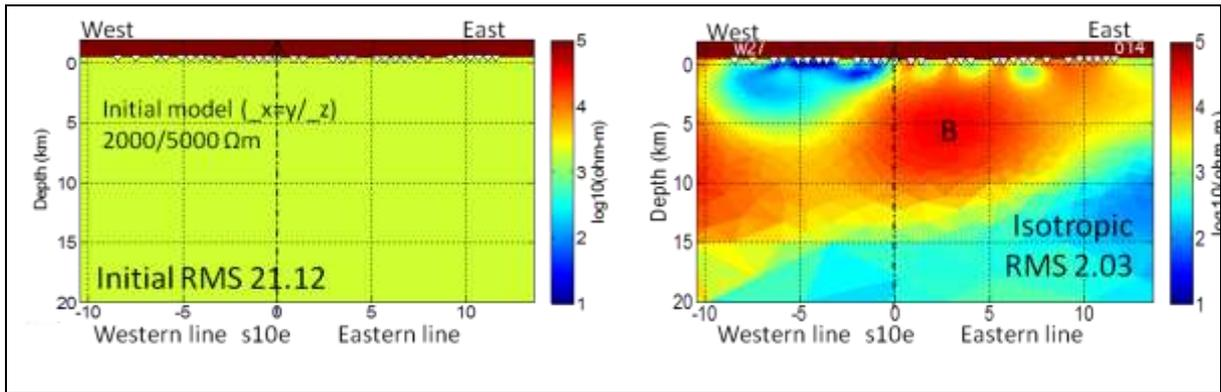 West East
0
5
10
15
20
Depth (km)
Initial model (_x=y/_z)
2000/5000 Ωm
Initial RMS 21.12
-10 -5 0 5 10
Western line s10e Eastern line
5
4
3
2
1
log10(ohm-m)
West East
W27 014
0
5
10
15
20
Depth (km)
B
Isotropic
RMS 2.03
-10 -5 0 5 10
Western line s10e Eastern line
5
4
3
2
1
log10(ohm-m)